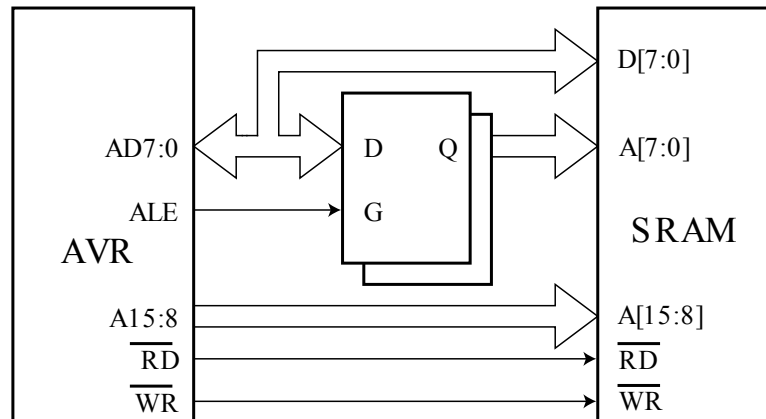 D[7:0]
AD7:0
D
Q
A[7:0]
ALE
G
AVR
SRAM
A15:8
A[15:8]
RD
RD
WR
WR